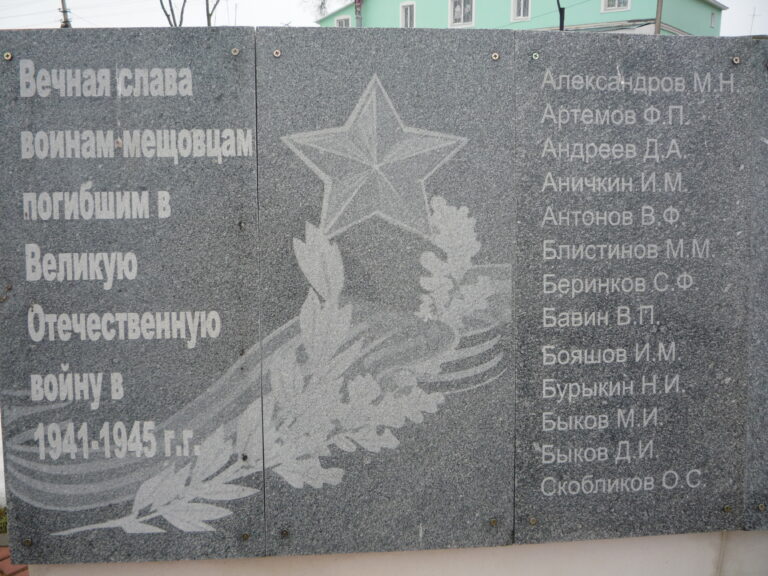 Вечная слава
воинам мещовцам
погибшим в
Великую
Отечественную
войну в
1941-1945 г.г.
Александров М.Н.
Артемов Ф.П.
Андреев Д.А.
Аничкин И.М.
Антонов В.Ф.
Блистинов М.М.
Беринков С.Ф.
Бавин В.П.
Бояшов И.М.
Бурыкин Н.И.
Быков М.И.
Быков Д.И.
Скобликов О.С.